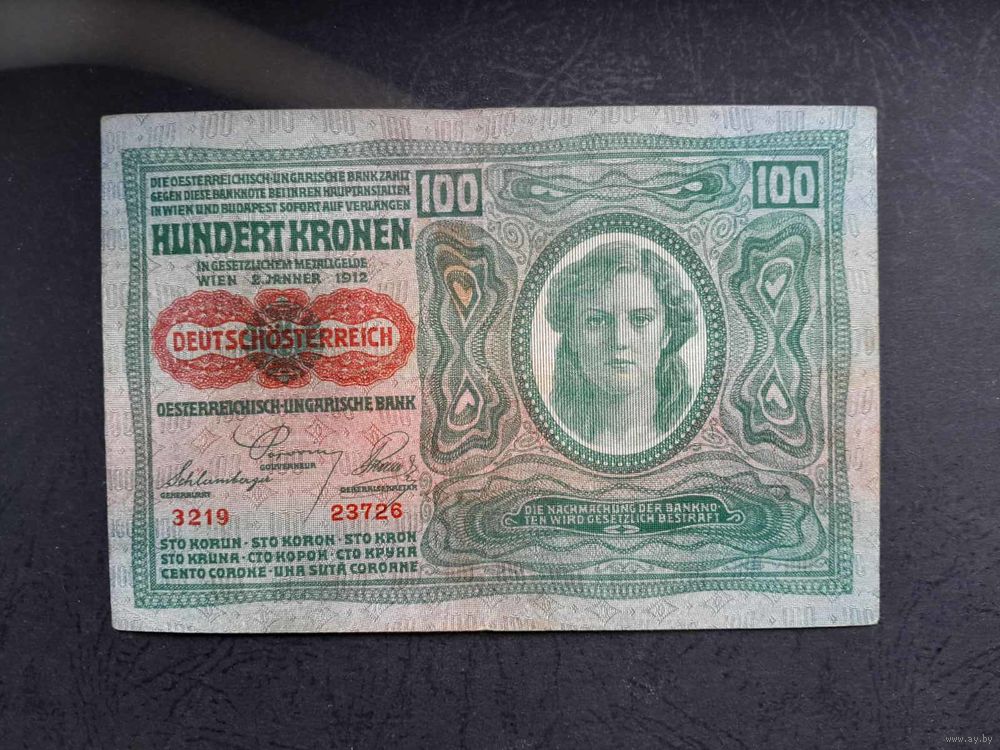 DIE OESTERREICHISCH-UNGARISCHE BANK ZAHLT
GEGEN DIESE BANKNOTE BEI IHREN HAUPTANSTALTEN
IN WIEN UND BUDAPEST SOFORT AUF VERLANGEN
HUNDERT KRONEN
IN GESETZLICHEM METALLGELDE
WIEN 2. JÄNNER 1912
DEUTSCHÖSTERREICH
OESTERREICHISCH-UNGARISCHE BANK
GOUVERNEUR
Schlumberger
GENERALRAT
GENERALSEKRETÄR
3219 23726
STO KORUN · STO KORON · STO KRON
STO KRUNA · СТО КОРОН · СТО КРУНА
CENTO CORONE · UNA SUTĂ COROANE
100
100
DIE NACHMACHUNG DER BANKNO-
TEN WIRD GESETZLICH BESTRAFT
www.ay.by